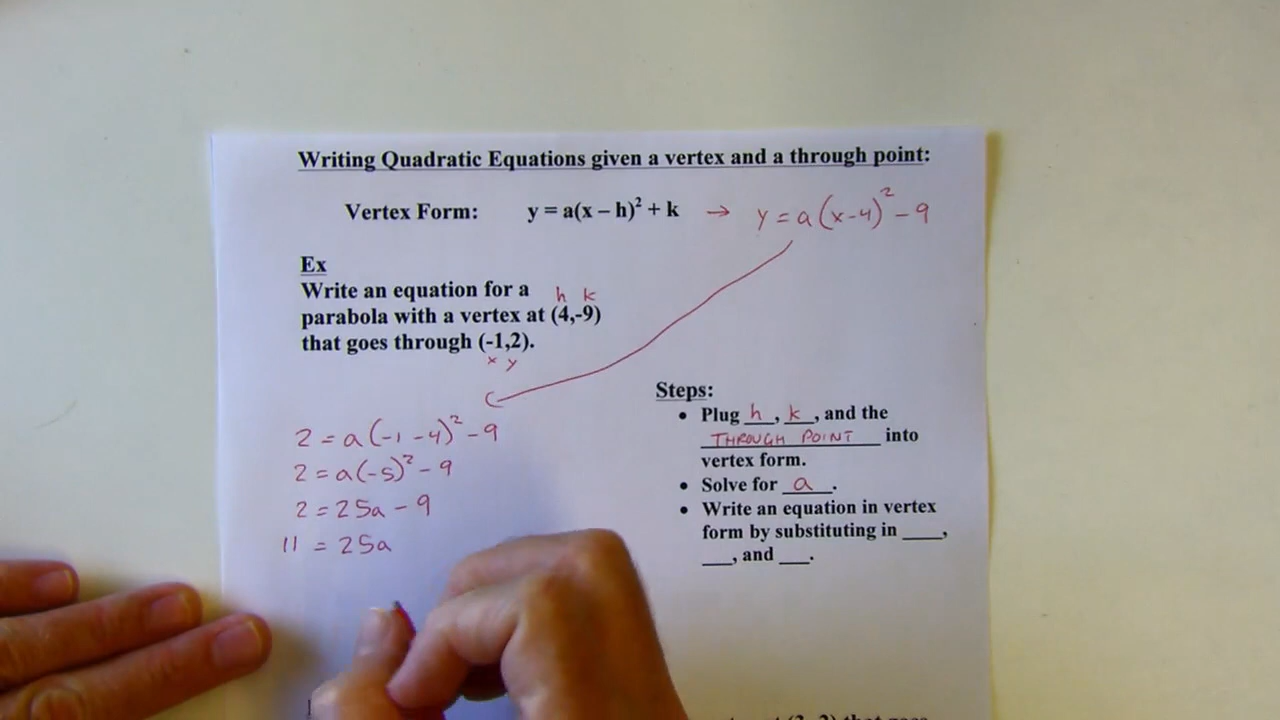 Writing Quadratic Equations given a vertex and a through point:
Vertex Form: y = a(x – h)² + k → y = a(x-4)² - 9
Ex
Write an equation for a
h k
parabola with a vertex at (4,-9)
that goes through (-1,2).
x y
2 = a(-1 - 4)² - 9
2 = a(-5)² - 9
2 = 25a - 9
11 = 25a
Steps:
• Plug h, k, and the
THROUGH POINT into
vertex form.
• Solve for a.
• Write an equation in vertex
form by substituting in ___,
___, and ___.